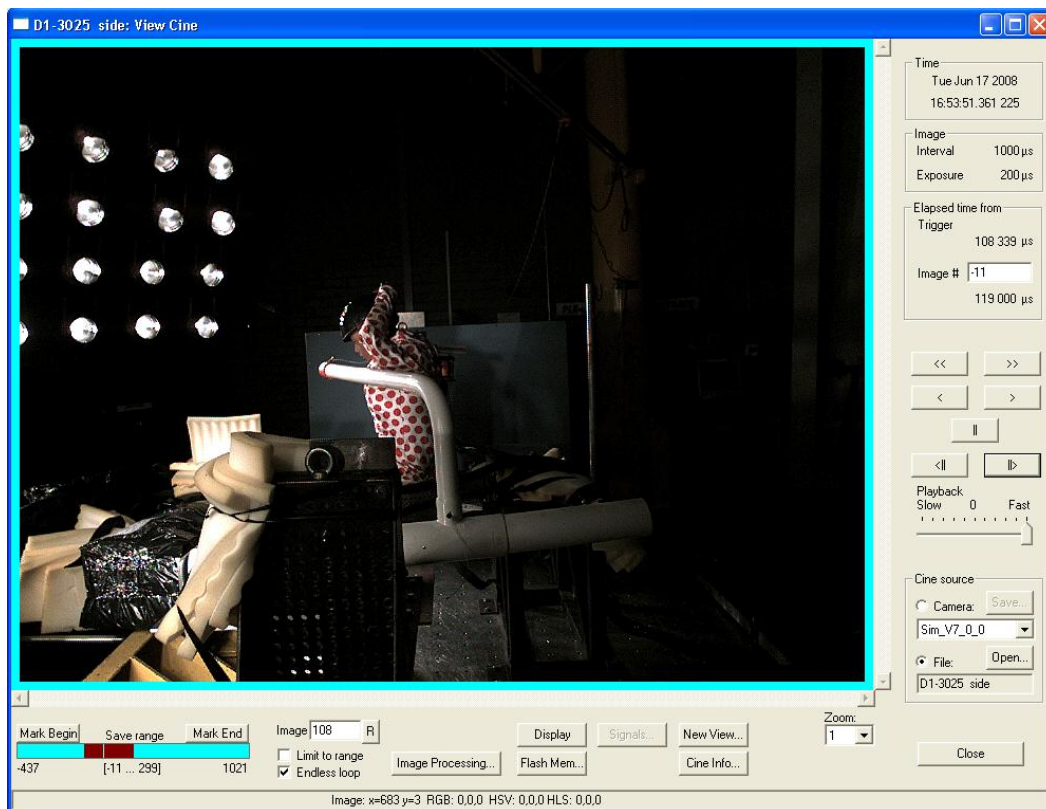 D1-3025 side: View Cine
Time
Tue Jun 17 2008
16:53:51.361 225
Image
Interval 1000 µs
Exposure 200 µs
Elapsed time from
Trigger
108 339 µs
Image # -11
119 000 µs
<< >>
< >
||
<|| ||>
Playback
Slow 0 Fast
Cine source
Camera: Save...
Sim_V7_0_0
File: Open...
D1-3025 side
Mark Begin Save range Mark End
-437 [-11 ... 299] 1021
Image 108 R
Limit to range
Endless loop
Image Processing...
Display Signals... New View...
Flash Mem... Cine Info...
Zoom:
1
Close
Image: x=683 y=3 RGB: 0,0,0 HSV: 0,0,0 HLS: 0,0,0